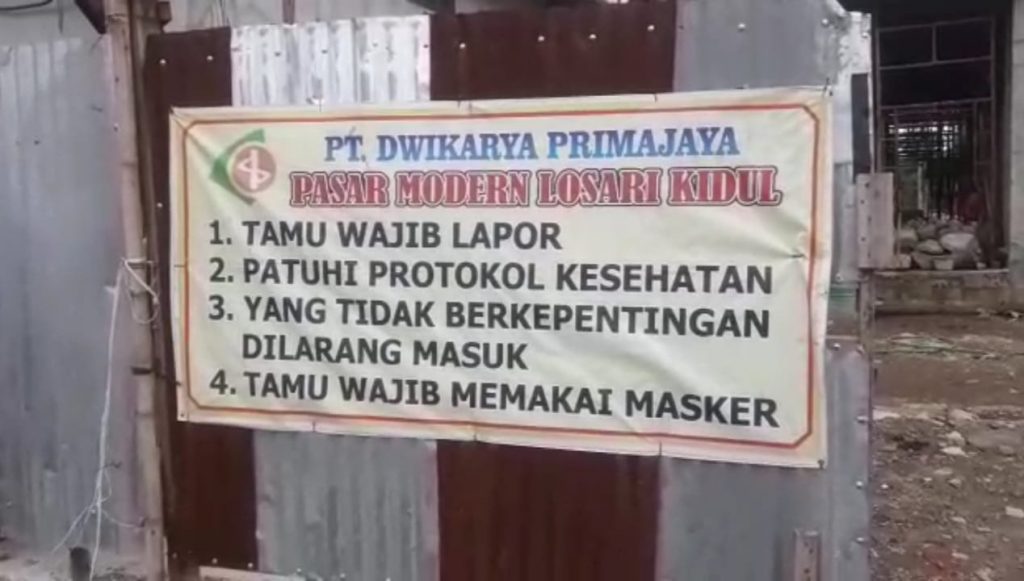 PT. DWIKARYA PRIMAJAYA
PASAR MODERN LOSARI KIDUL
1. TAMU WAJIB LAPOR
2. PATUHI PROTOKOL KESEHATAN
3. YANG TIDAK BERKEPENTINGAN
DILARANG MASUK
4. TAMU WAJIB MEMAKAI MASKER